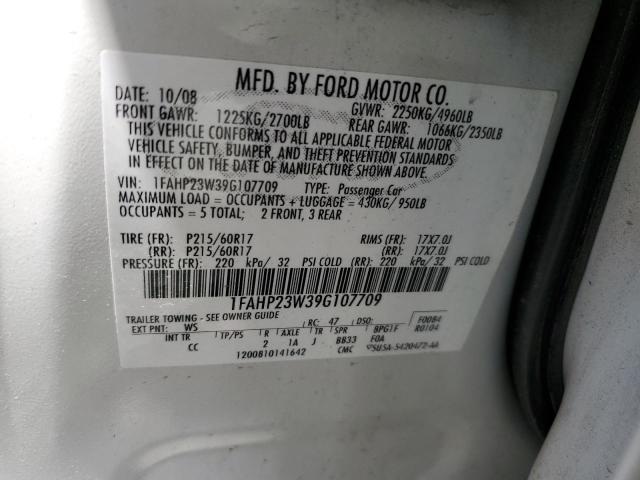 MFD. BY FORD MOTOR CO.
DATE: 10/08 GVWR: 2250KG/4960LB
FRONT GAWR: 1225KG/2700LB REAR GAWR: 1066KG/2350LB
THIS VEHICLE CONFORMS TO ALL APPLICABLE FEDERAL MOTOR
VEHICLE SAFETY, BUMPER, AND THEFT PREVENTION STANDARDS
IN EFFECT ON THE DATE OF MANUFACTURE SHOWN ABOVE.
VIN: 1FAHP23W39G107709 TYPE: Passenger Car
MAXIMUM LOAD = OCCUPANTS + LUGGAGE = 430KG/950LB
OCCUPANTS = 5 TOTAL; 2 FRONT, 3 REAR
TIRE (FR): P215/60R17 RIMS (FR): 17X7.0J
(RR): P215/60R17 (RR): 17X7.0J
PRESSURE (FR): 220 kPa/ 32 PSI COLD (RR): 220 kPa/ 32 PSI COLD
1FAHP23W39G107709
TRAILER TOWING - SEE OWNER GUIDE
EXT PNT: WS RC: 47 DSO: F0084
INT TR TP/PS R AXLE TR SPR BPG1F R0104
CC 2 1A J BB33 FOA
1200810141642 CMC 5U5A-5420472-AA